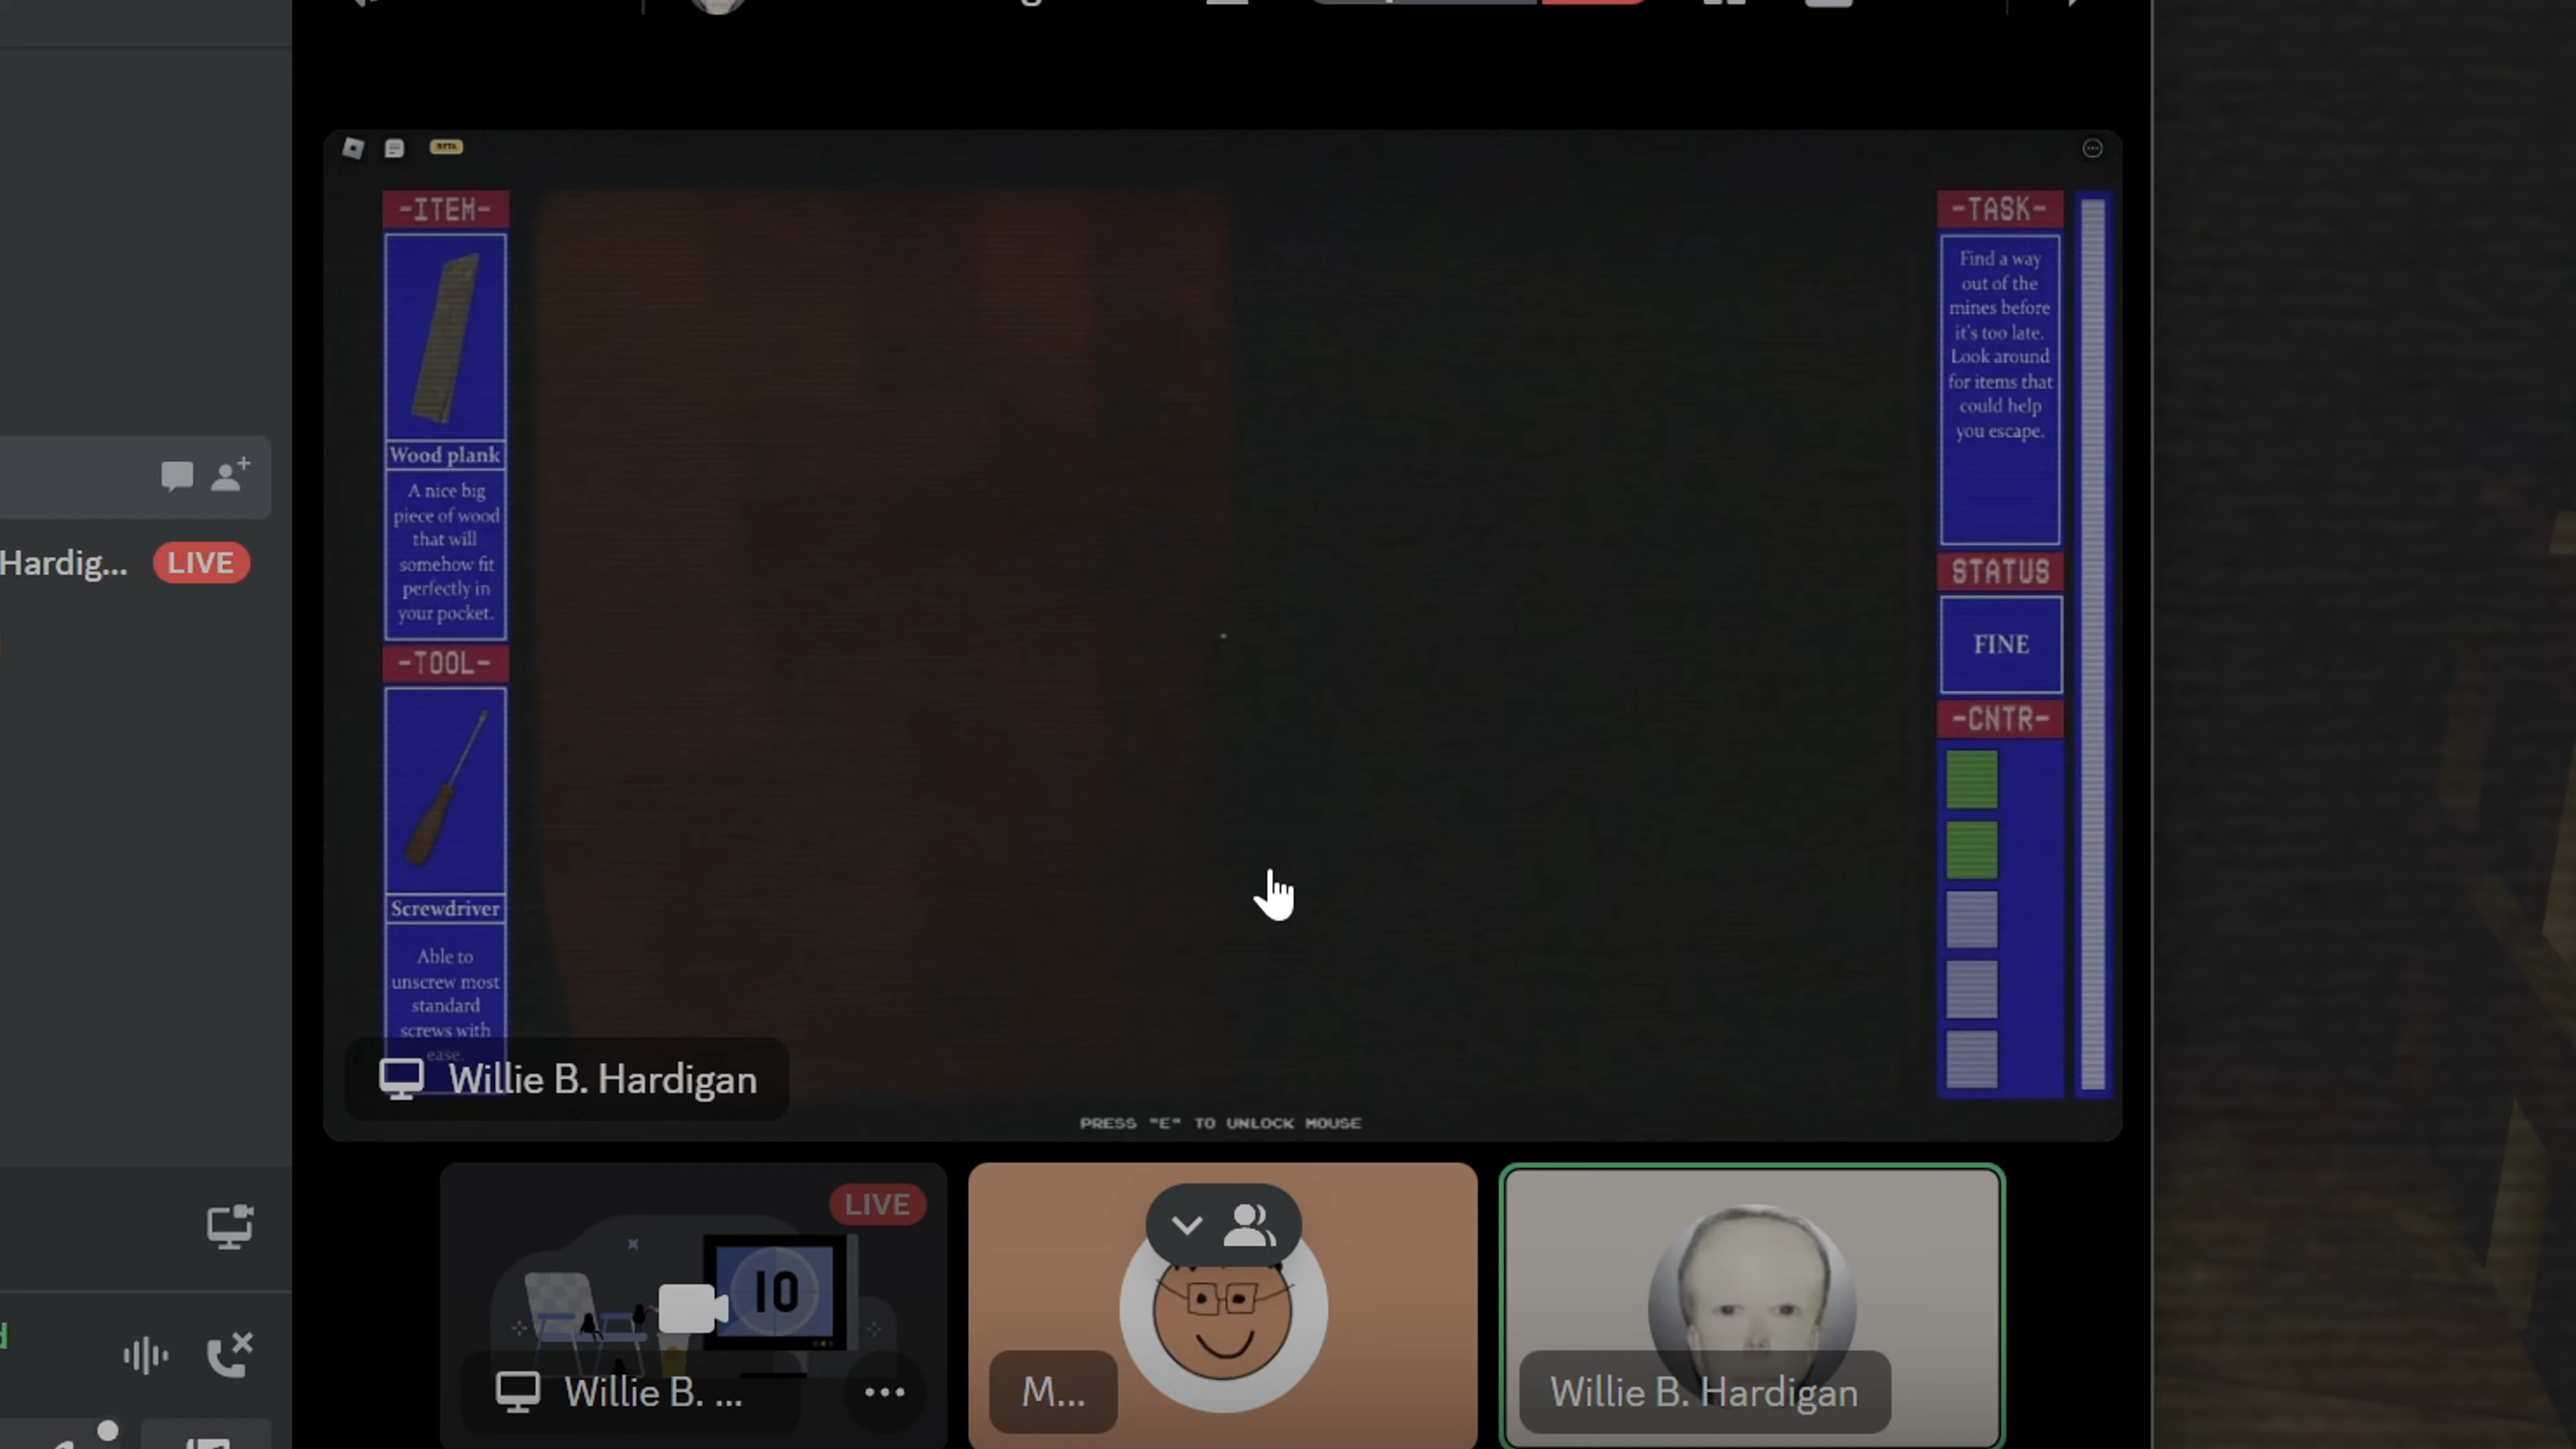 BETA
-ITEM-
Wood plank
A nice big
piece of wood
that will
somehow fit
perfectly in
your pocket.
-TOOL-
Screwdriver
Able to
unscrew most
standard
screws with
ease.
-TASK-
Find a way
out of the
mines before
it's too late.
Look around
for items that
could help
you escape.
STATUS
FINE
-CNTR-
Hardig... LIVE
Willie B. Hardigan
PRESS "E" TO UNLOCK MOUSE
LIVE
10
Willie B. ...
M...
Willie B. Hardigan